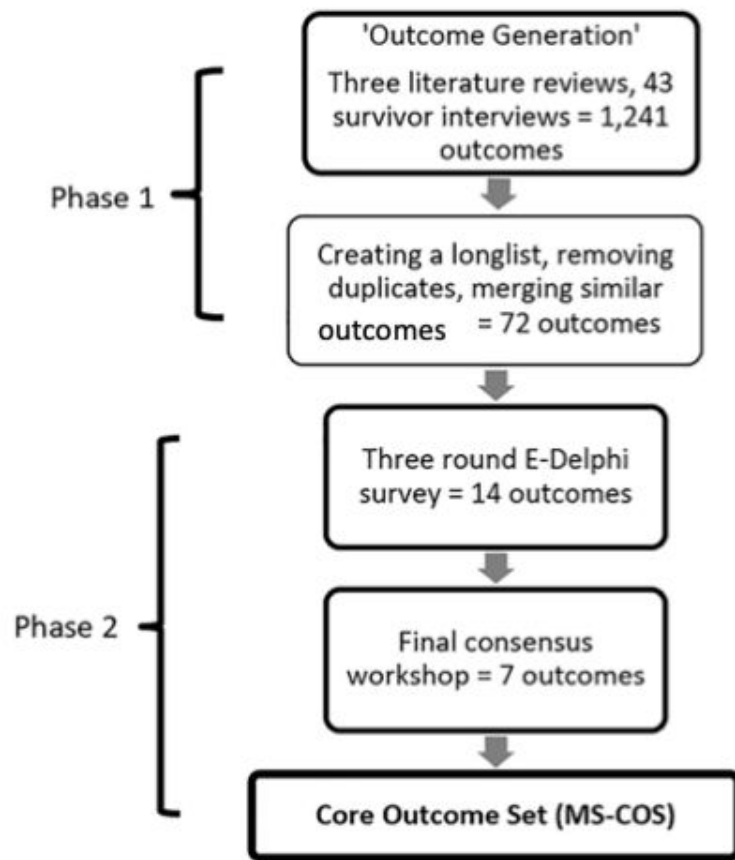 'Outcome Generation'
Three literature reviews, 43
survivor interviews = 1,241
outcomes
Phase 1
Creating a longlist, removing
duplicates, merging similar
outcomes = 72 outcomes
Three round E-Delphi
survey = 14 outcomes
Phase 2
Final consensus
workshop = 7 outcomes
Core Outcome Set (MS-COS)